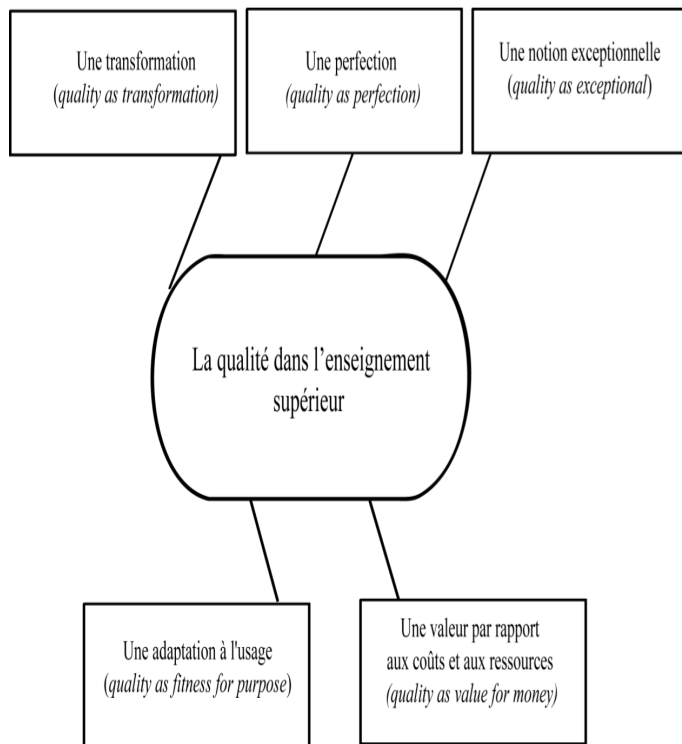 Une transformation
(quality as transformation)
Une perfection
(quality as perfection)
Une notion exceptionnelle
(quality as exceptional)
La qualité dans l’enseignement
supérieur
Une adaptation à l'usage
(quality as fitness for purpose)
Une valeur par rapport
aux coûts et aux ressources
(quality as value for money)